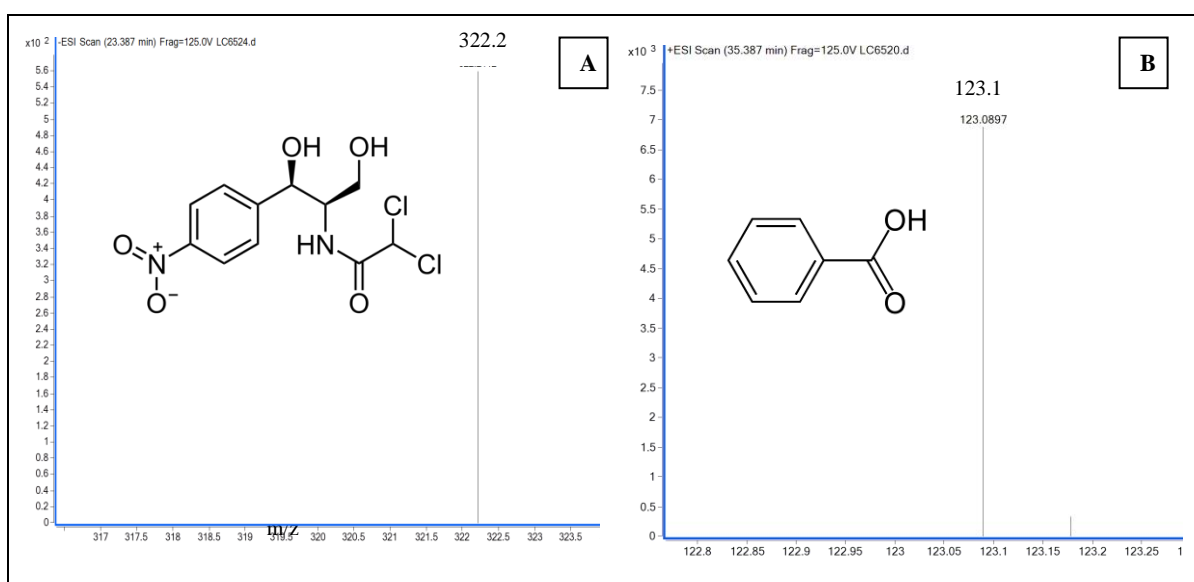 x10 2 -ESI Scan (23.387 min) Frag=125.0V LC6524.d
322.2
A
5.6
5.4
5.2
5
4.8
4.6
4.4
4.2
4
3.8
3.6
3.4
3.2
3
2.8
2.6
2.4
2.2
2
1.8
1.6
1.4
1.2
1
0.8
0.6
0.4
0.2
0
OH OH
Cl
Cl
HN
O
O
N
+
O−
317 317.5 318 318.5 319 319.5 320 320.5 321 321.5 322 322.5 323 323.5
m/z
x10 3 +ESI Scan (35.387 min) Frag=125.0V LC6520.d
123.1
B
123.0897
7.5
7
6.5
6
5.5
5
4.5
4
3.5
3
2.5
2
1.5
1
0.5
0
OH
O
122.8 122.85 122.9 122.95 123 123.05 123.1 123.15 123.2 123.25 1